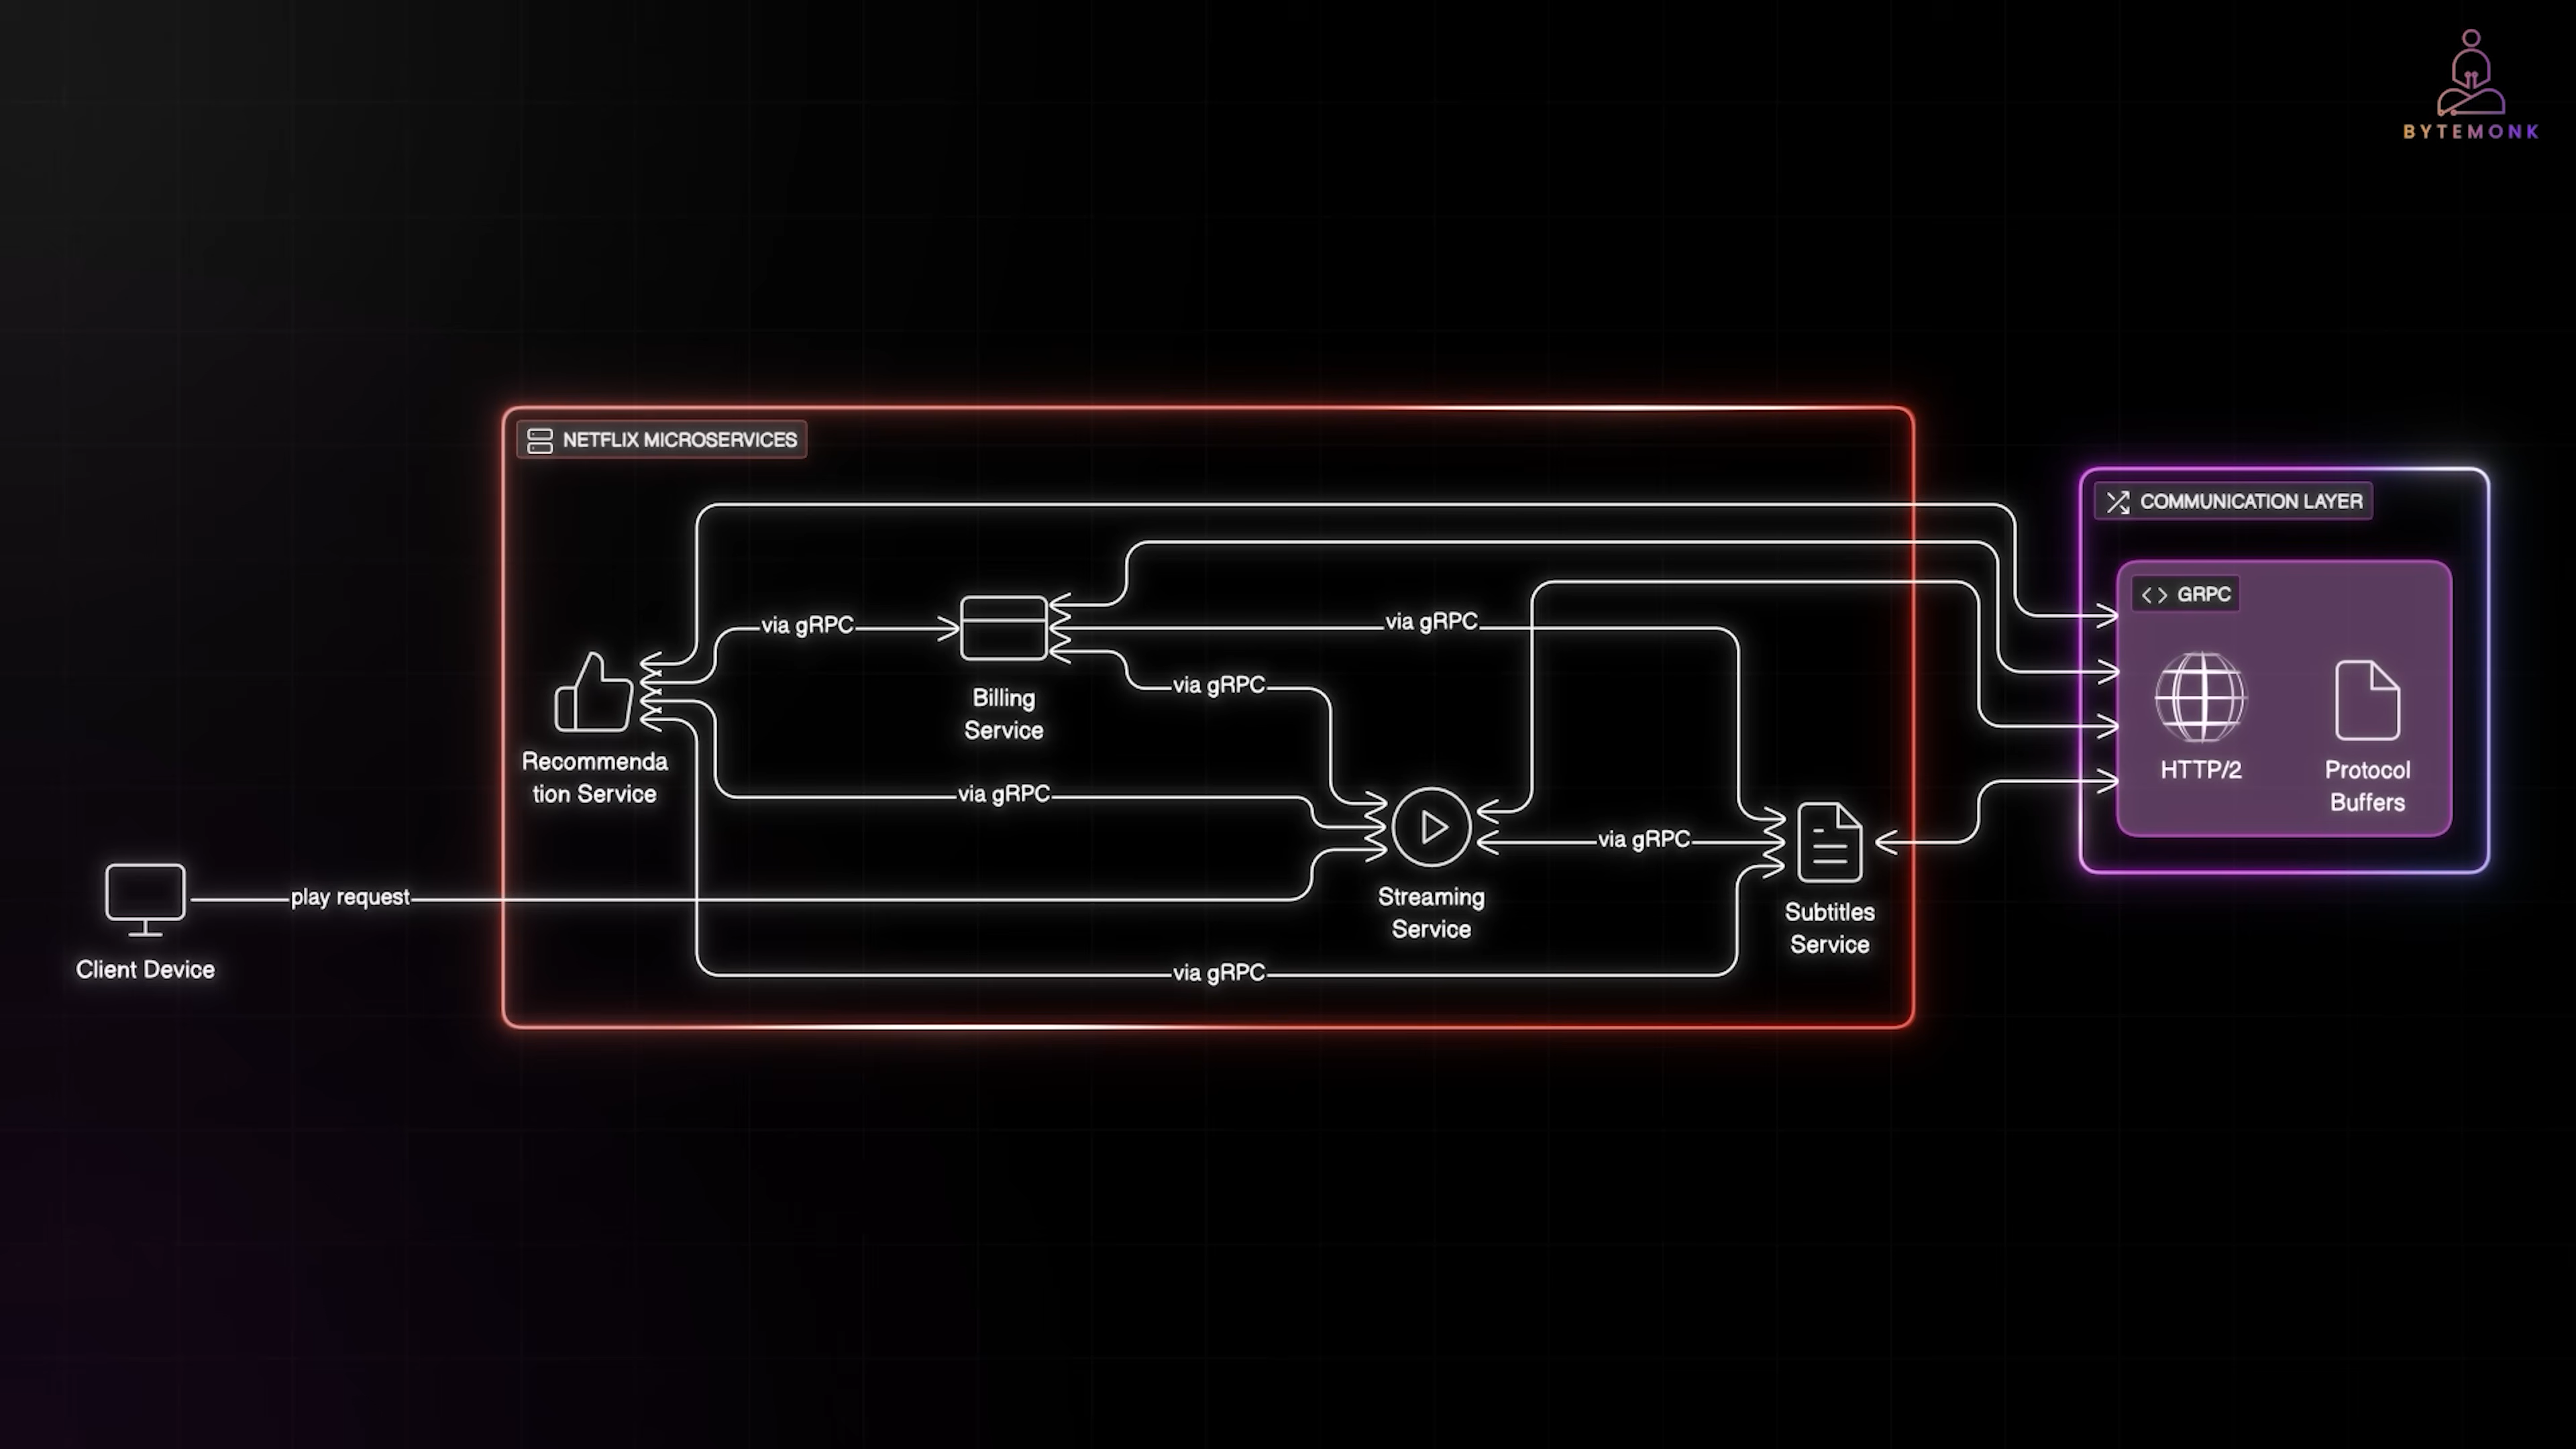 BYTEMONK
NETFLIX MICROSERVICES
COMMUNICATION LAYER
GRPC
via gRPC
via gRPC
via gRPC
Billing
Service
Recommenda
tion Service
HTTP/2
Protocol
Buffers
via gRPC
via gRPC
Streaming
Service
Subtitles
Service
play request
Client Device
via gRPC